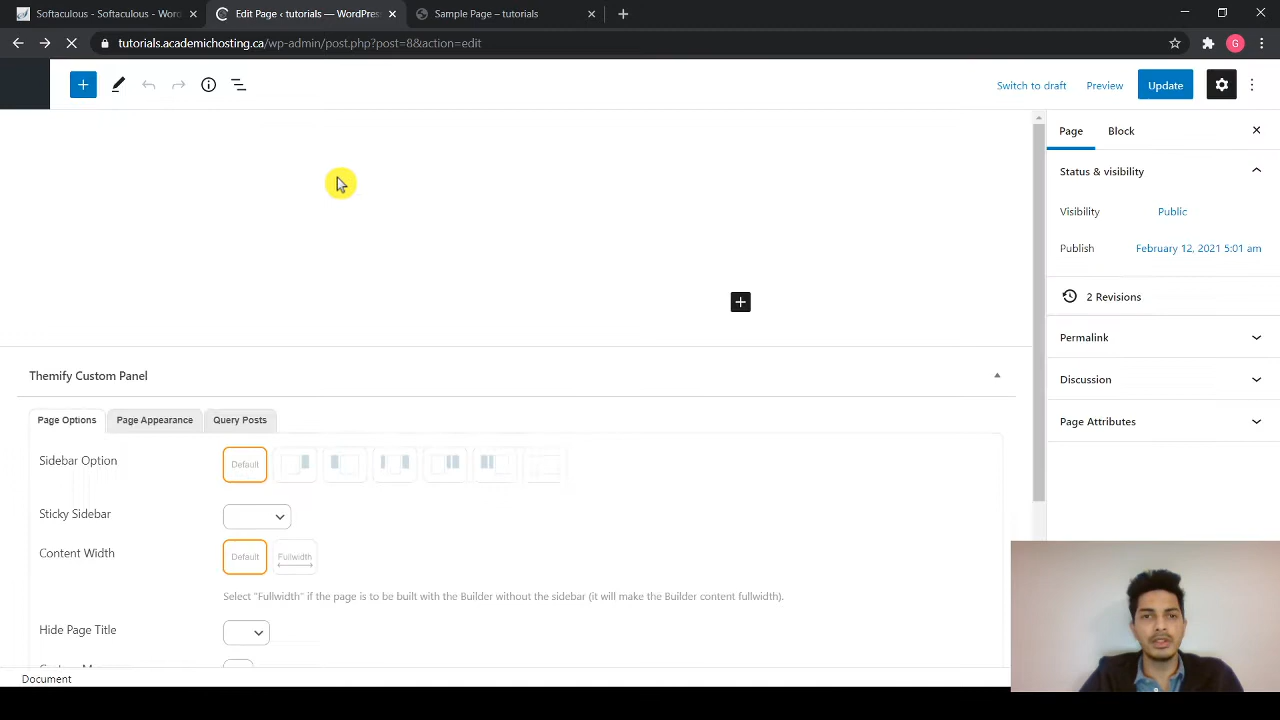 Softaculous - Softaculous - Wor
Edit Page ‹ tutorials — WordPres
Sample Page – tutorials
tutorials.academichosting.ca/wp-admin/post.php?post=8&action=edit
G
Switch to draft
Preview
Update
Page
Block
Status & visibility
Visibility
Public
Publish
February 12, 2021 5:01 am
2 Revisions
Permalink
Discussion
Page Attributes
Themify Custom Panel
Page Options
Page Appearance
Query Posts
Sidebar Option
Default
Sticky Sidebar
Content Width
Default
Fullwidth
Select "Fullwidth" if the page is to be built with the Builder without the sidebar (it will make the Builder content fullwidth).
Hide Page Title
Document